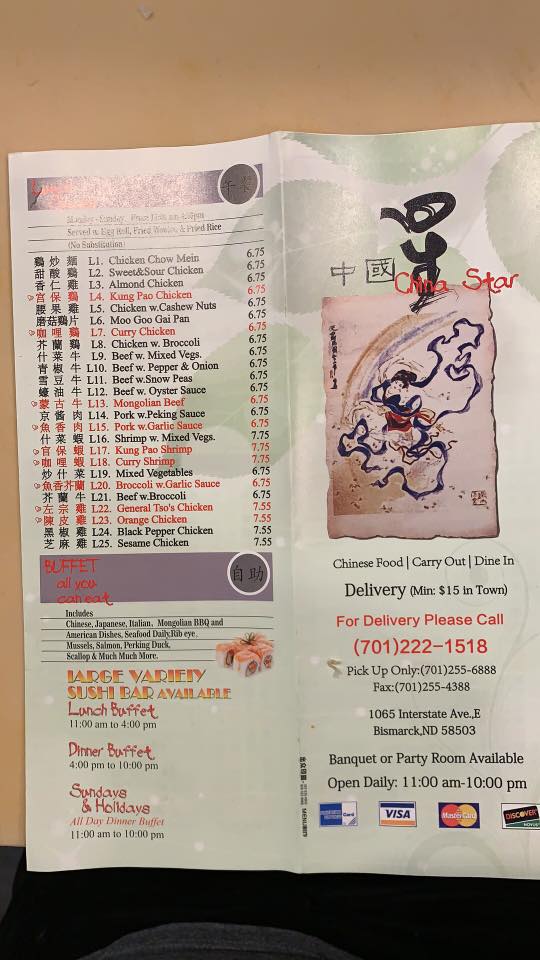 Lunch
午餐
Monday - Sunday
Served w. Egg Roll, Fried Wonton, & Fried Rice
(No Substitution)
鷄炒麵 L1. Chicken Chow Mein 6.75
甜酸鷄 L2. Sweet&Sour Chicken 6.75
香仁雞 L3. Almond Chicken 6.75
宫保鷄 L4. Kung Pao Chicken 6.75
腰果雞 L5. Chicken w.Cashew Nuts 6.75
磨菇鷄片 L6. Moo Goo Gai Pan 6.75
咖哩鷄 L7. Curry Chicken 6.75
芥蘭鷄 L8. Chicken w. Broccoli 6.75
什菜牛 L9. Beef w. Mixed Vegs. 6.75
青椒牛 L10. Beef w. Pepper & Onion 6.75
雪豆牛 L11. Beef w.Snow Peas 6.75
蠔油牛 L12. Beef w. Oyster Sauce 6.75
蒙古牛 L13. Mongolian Beef 6.75
京醬肉 L14. Pork w.Peking Sauce 6.75
魚香肉 L15. Pork w.Garlic Sauce 6.75
什菜蝦 L16. Shrimp w. Mixed Vegs. 7.75
宫保蝦 L17. Kung Pao Shrimp 7.75
咖哩蝦 L18. Curry Shrimp 7.75
炒什菜 L19. Mixed Vegetables 6.75
魚香芥蘭 L20. Broccoli w.Garlic Sauce 6.75
芥蘭牛 L21. Beef w.Broccoli 6.75
左宗雞 L22. General Tso's Chicken 7.55
陳皮雞 L23. Orange Chicken 7.55
黑椒雞 L24. Black Pepper Chicken 7.55
芝麻雞 L25. Sesame Chicken 7.55
BUFFET
all you
can eat
自助
Includes
Chinese, Japanese, Italian, Mongolian BBQ and
American Dishes, Seafood Daily,Rib eye,
Mussels, Salmon, Perking Duck,
Scallop & Much Much More.
LARGE VARIETY
SUSHI BAR AVAILABLE
Lunch Buffet
11:00 am to 4:00 pm
Dinner Buffet
4:00 pm to 10:00 pm
Sundays
& Holidays
All Day Dinner Buffet
11:00 am to 10:00 pm
中國
星
China Star
Chinese Food | Carry Out | Dine In
Delivery (Min: $15 in Town)
For Delivery Please Call
(701)222-1518
Pick Up Only:(701)255-6888
Fax:(701)255-4388
1065 Interstate Ave.,E
Bismarck,ND 58503
Banquet or Party Room Available
Open Daily: 11:00 am-10:00 pm
VISA
MasterCard
DISCOVER